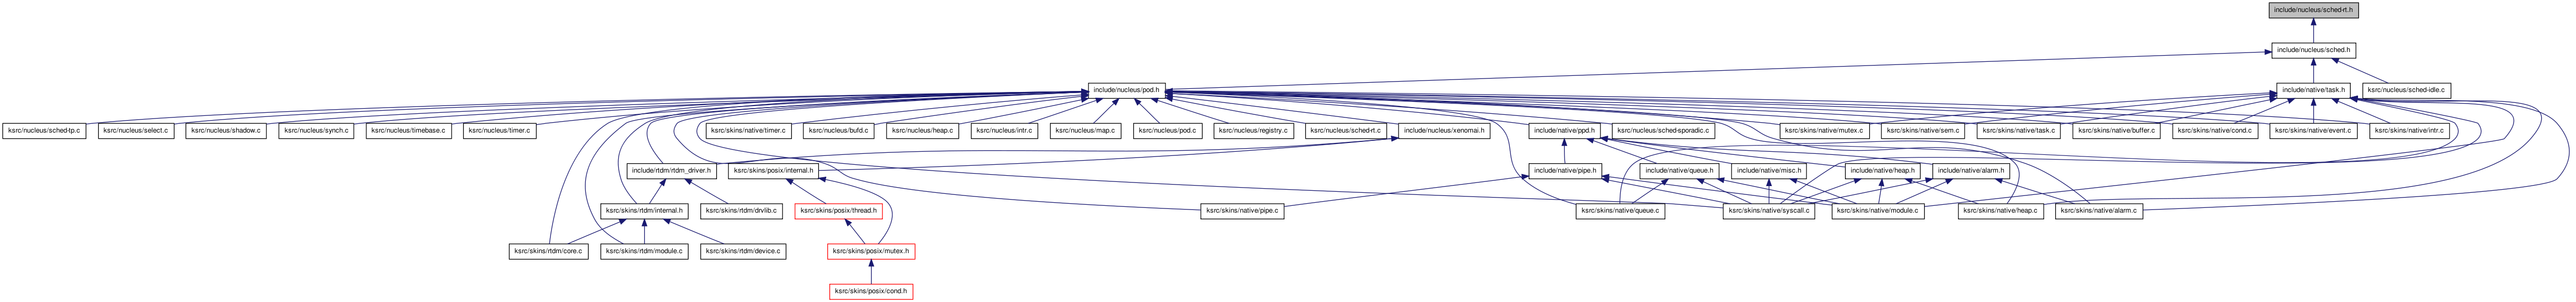 include/nucleus/sched-rt.h
include/nucleus/sched.h
include/nucleus/pod.h
include/native/task.h
ksrc/nucleus/sched-idle.c
ksrc/nucleus/sched-tp.c
ksrc/nucleus/select.c
ksrc/nucleus/shadow.c
ksrc/nucleus/synch.c
ksrc/nucleus/timebase.c
ksrc/nucleus/timer.c
ksrc/skins/native/timer.c
ksrc/nucleus/bufd.c
ksrc/nucleus/heap.c
ksrc/nucleus/intr.c
ksrc/nucleus/map.c
ksrc/nucleus/pod.c
ksrc/nucleus/registry.c
ksrc/nucleus/sched-rt.c
include/nucleus/xenomai.h
include/native/ppd.h
ksrc/nucleus/sched-sporadic.c
ksrc/skins/native/mutex.c
ksrc/skins/native/sem.c
ksrc/skins/native/task.c
ksrc/skins/native/buffer.c
ksrc/skins/native/cond.c
ksrc/skins/native/event.c
ksrc/skins/native/intr.c
include/rtdm/rtdm_driver.h
ksrc/skins/posix/internal.h
include/native/pipe.h
include/native/queue.h
include/native/misc.h
include/native/heap.h
include/native/alarm.h
ksrc/skins/rtdm/internal.h
ksrc/skins/rtdm/drvlib.c
ksrc/skins/posix/thread.h
ksrc/skins/native/pipe.c
ksrc/skins/native/queue.c
ksrc/skins/native/syscall.c
ksrc/skins/native/module.c
ksrc/skins/native/heap.c
ksrc/skins/native/alarm.c
ksrc/skins/rtdm/core.c
ksrc/skins/rtdm/module.c
ksrc/skins/rtdm/device.c
ksrc/skins/posix/mutex.h
ksrc/skins/posix/cond.h